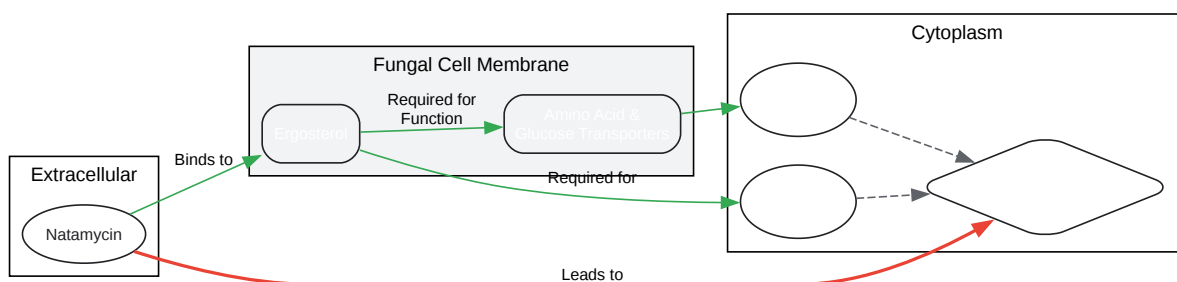 Cytoplasm
Fungal Cell Membrane
Required for
Function
Amino Acid &
Glucose Transporters
Ergosterol
Binds to
Extracellular
Required for
Natamycin
Leads to